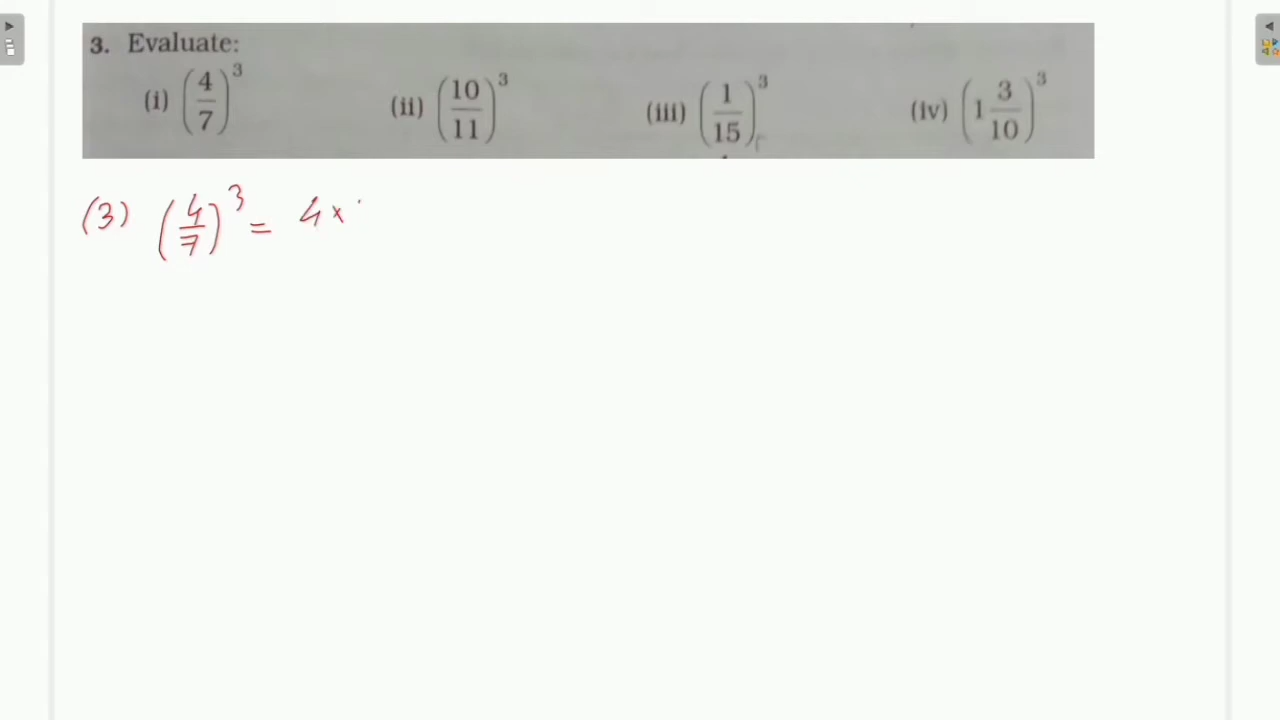 3. Evaluate:
(i) (4/7)^3 (ii) (10/11)^3 (iii) (1/15)^3 (iv) (1 3/10)^3
(3) (4/7)^3 = 4 ×